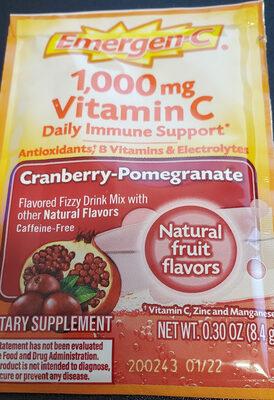 Emergen-C®
1,000 mg
Vitamin C
Daily Immune Support*
Antioxidants,† B Vitamins & Electrolytes
Cranberry-Pomegranate
Flavored Fizzy Drink Mix with
other Natural Flavors
Caffeine-Free
Natural
fruit
flavors
† Vitamin C, Zinc and Manganese
TARY SUPPLEMENT
NET WT. 0.30 OZ (8.4 g
tatement has not been evaluated
e Food and Drug Administration.
product is not intended to diagnose,
cure or prevent any disease.
200243 01/22